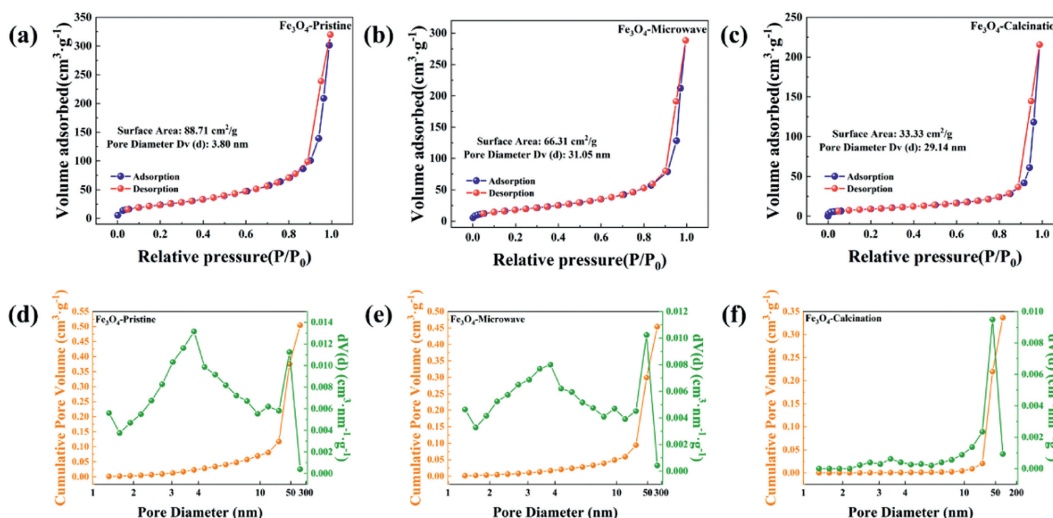 (a)
Fe₃O₄-Pristine
Volume adsorbed(cm³·g⁻¹)
350
300
250
200
150
100
50
0
Surface Area: 88.71 cm²/g
Pore Diameter Dv (d): 3.80 nm
Adsorption
Desorption
0.0 0.2 0.4 0.6 0.8 1.0
Relative pressure(P/P₀)
(b)
Fe₃O₄-Microwave
Volume adsorbed(cm³·g⁻¹)
300
250
200
150
100
50
0
Surface Area: 66.31 cm²/g
Pore Diameter Dv (d): 31.05 nm
Adsorption
Desorption
0.0 0.2 0.4 0.6 0.8 1.0
Relative pressure(P/P₀)
(c)
Fe₃O₄-Calcinatio
Volume adsorbed(cm³·g⁻¹)
250
200
150
100
50
0
Surface Area: 33.33 cm²/g
Pore Diameter Dv (d): 29.14 nm
Adsorption
Desorption
0.0 0.2 0.4 0.6 0.8 1.0
Relative pressure(P/P₀)
(d)
Fe₃O₄-Pristine
Cumulative Pore Volume (cm³·g⁻¹)
0.55
0.50
0.45
0.40
0.35
0.30
0.25
0.20
0.15
0.10
0.05
0.00
0.014
0.012
0.010
0.008
0.006
0.004
0.002
0.000
dV(d) (cm³·nm⁻¹·g⁻¹)
1 2 3 4 10 50 300
Pore Diameter (nm)
(e)
Fe₃O₄-Microwave
Cumulative Pore Volume (cm³·g⁻¹)
0.50
0.45
0.40
0.35
0.30
0.25
0.20
0.15
0.10
0.05
0.00
0.012
0.010
0.008
0.006
0.004
0.002
0.000
dV(d) (cm³·nm⁻¹·g⁻¹)
1 2 3 4 10 50 300
Pore Diameter (nm)
(f)
Fe₃O₄-Calcination
Cumulative Pore Volume (cm³·g⁻¹)
0.35
0.30
0.25
0.20
0.15
0.10
0.05
0.00
0.010
0.008
0.006
0.004
0.002
0.000
dV(d) (cm³·nm⁻¹·g⁻¹)
1 2 3 4 10 50 200
Pore Diameter (nm)